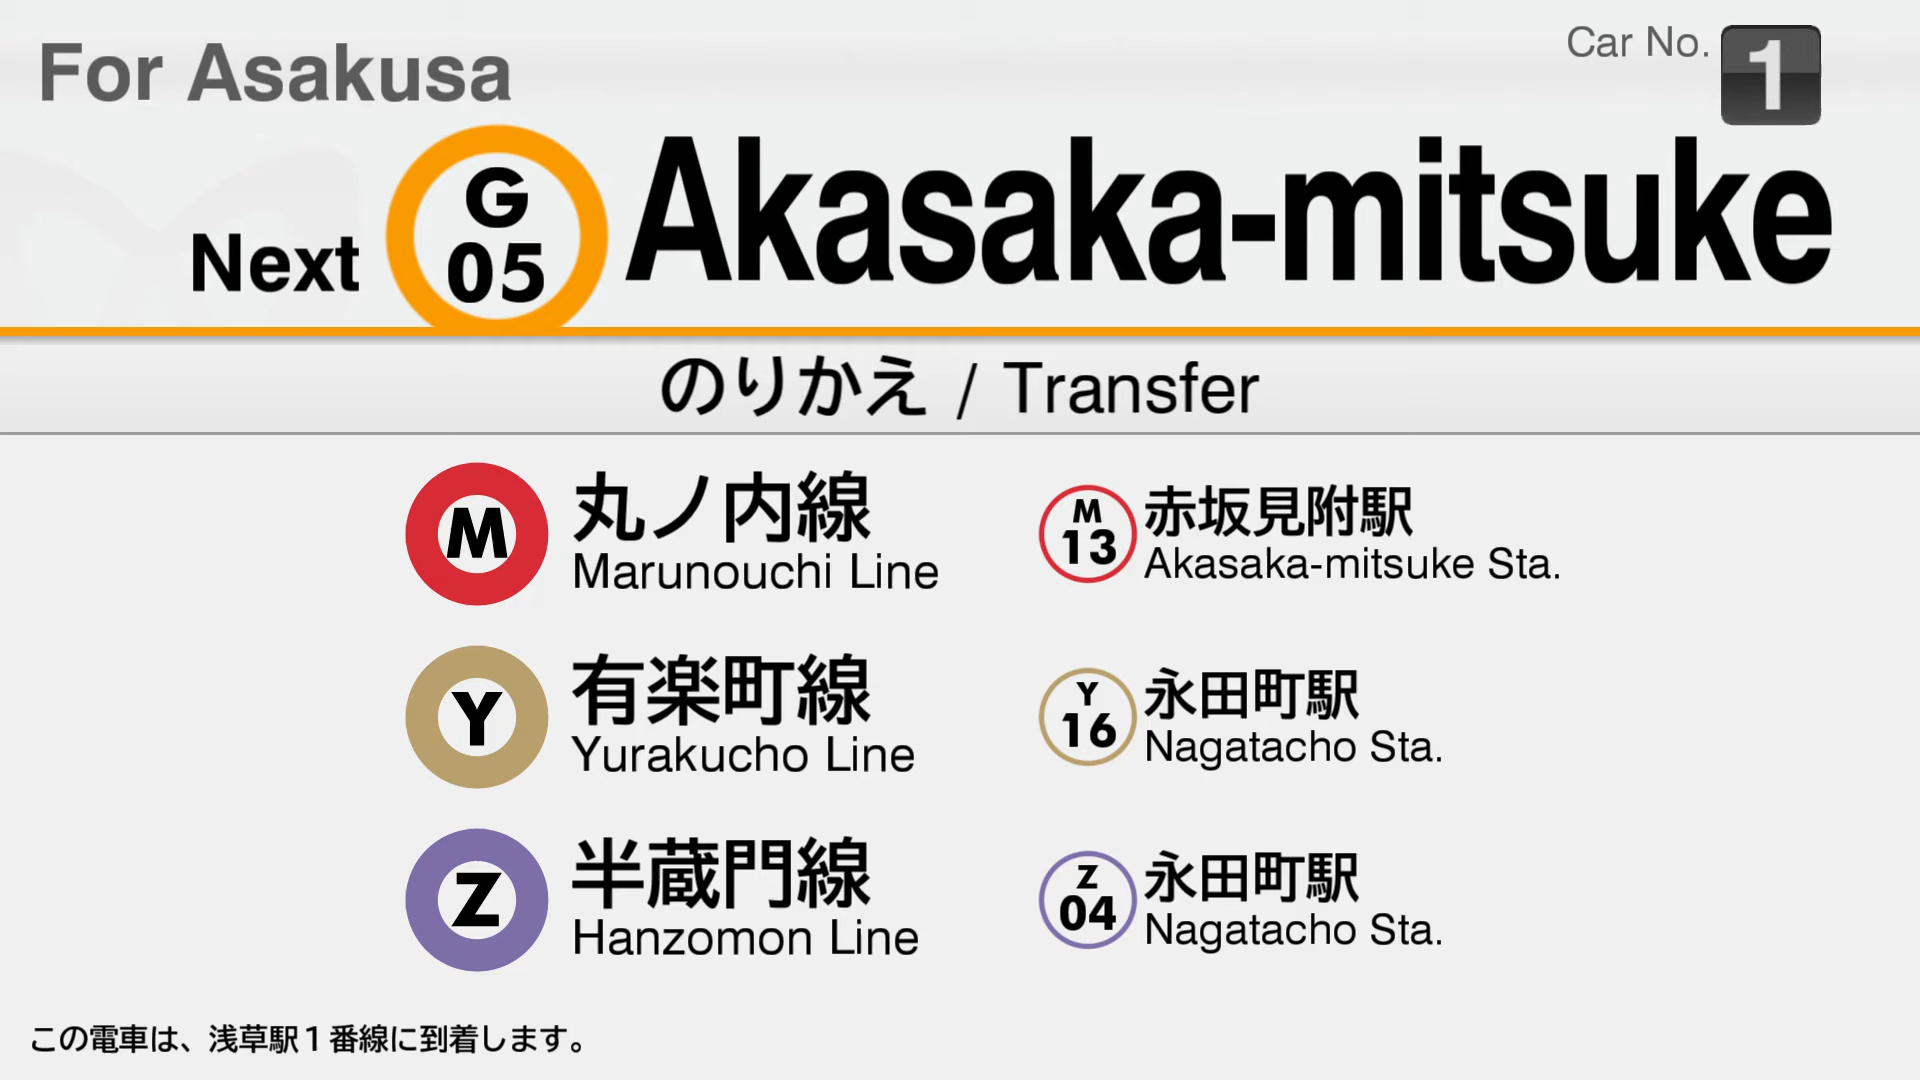 For Asakusa
Car No. 1
Next G 05 Akasaka-mitsuke
のりかえ / Transfer
M 丸ノ内線 M 13 赤坂見附駅
Marunouchi Line Akasaka-mitsuke Sta.
Y 有楽町線 Y 16 永田町駅
Yurakucho Line Nagatacho Sta.
Z 半蔵門線 Z 04 永田町駅
Hanzomon Line Nagatacho Sta.
この電車は、浅草駅１番線に到着します。